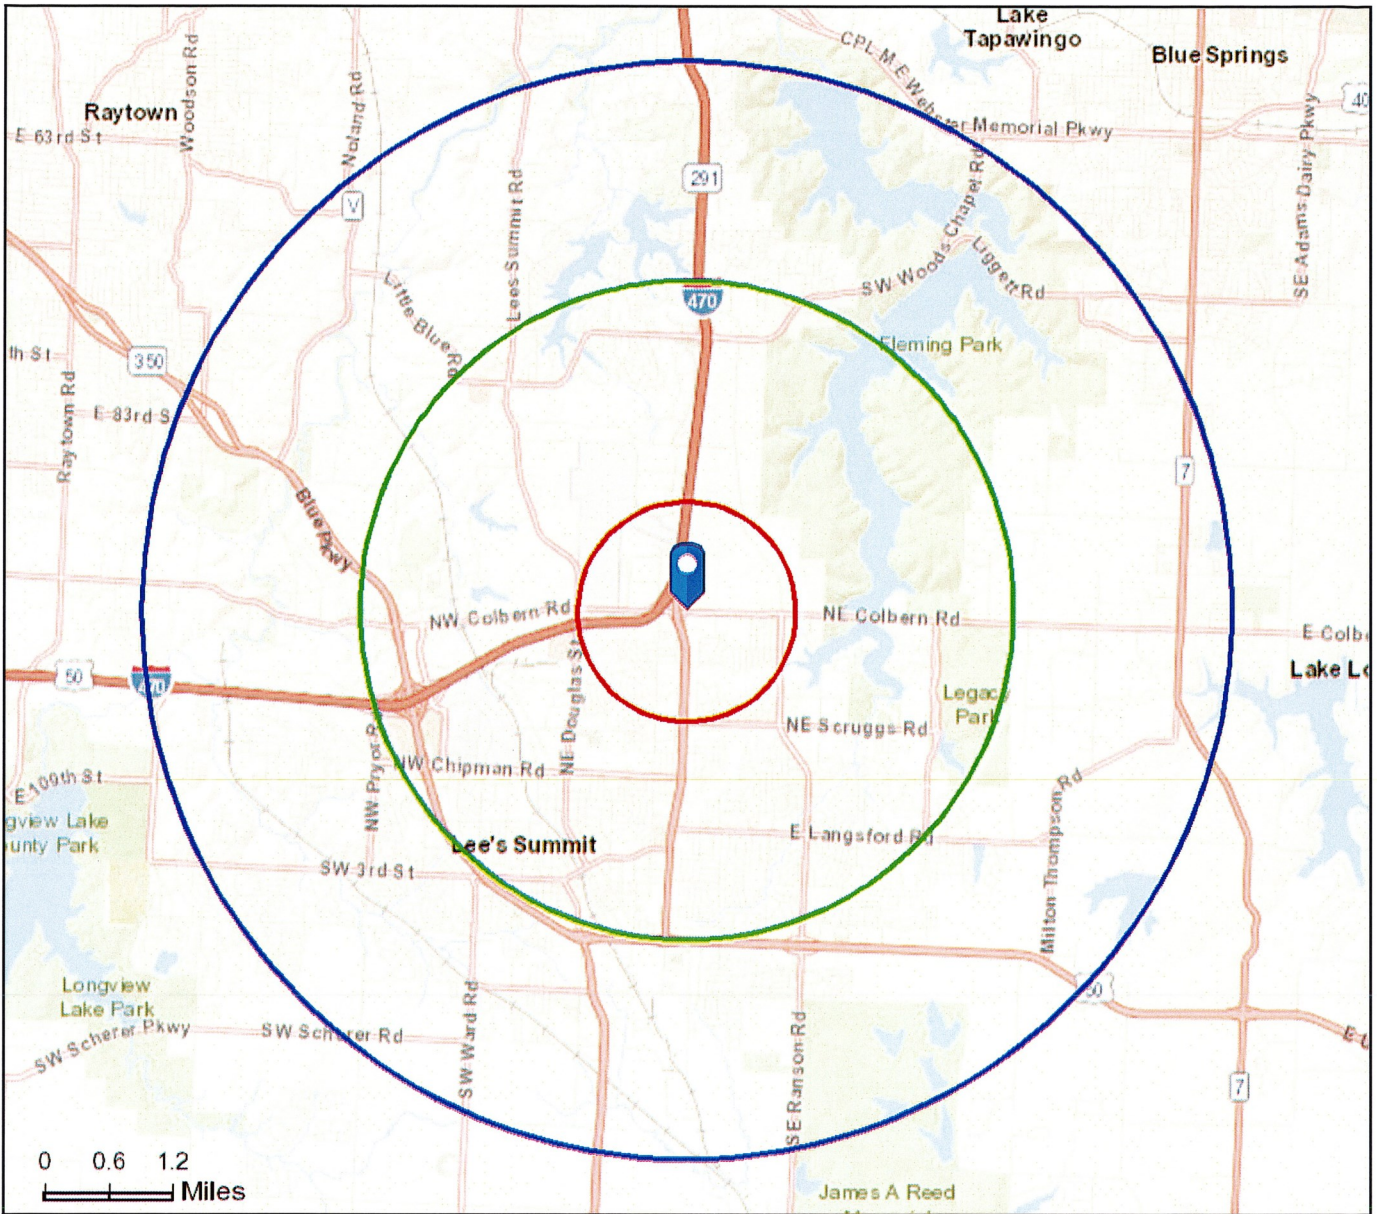 Lake
Tapawingo
CPL M E Webster Memorial Pkwy
Blue Springs
40
Raytown
E 63rd St
Woodson Rd
Noland Rd
V
291
Lees Summit Rd
SE Adams Dairy Pkwy
SW Woods Chapel Rd
Liggett Rd
Little Blue Rd
470
Fleming Park
th St
350
Raytown Rd
E 83rd S
7
Blue Pkwy
NW Colbern Rd
NE Colbern Rd
E Colb
Lake Lo
50
NE Douglas St
Legac
Park
NE Scruggs Rd
NW Pryor R
NW Chipman Rd
E 109th St
gview Lake
unty Park
Lee's Summit
E Langsford Rd
Milton Thompson Rd
SW 3rd St
Longview
Lake Park
50
SW Scherer Pkwy
SW Scherer Rd
SW Ward Rd
SE Ranson Rd
7
0 0.6 1.2
Miles
James A Reed